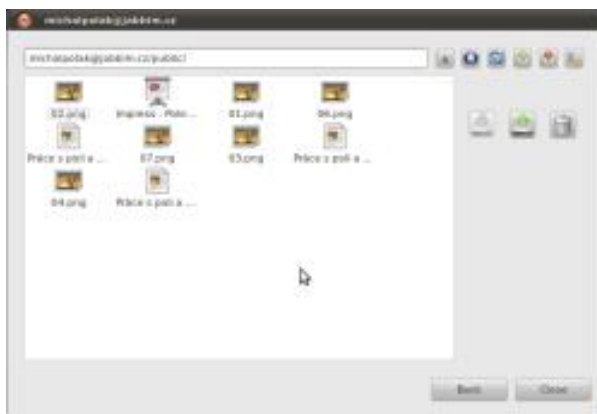 michalpolak@jabbim.cz
michalpolak@jabbim.cz/public/
02.png
Impress - Polo ...
01.png
06.png
Práce s poli a ...
07.png
03.png
Práce s poli a ...
04.png
Práce s poli a ...
Back
Close